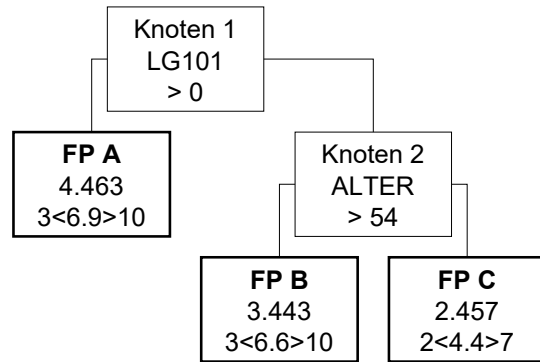 Knoten 1
LG101
> 0
FP A
4.463
3<6.9>10
Knoten 2
ALTER
> 54
FP B
3.443
3<6.6>10
FP C
2.457
2<4.4>7